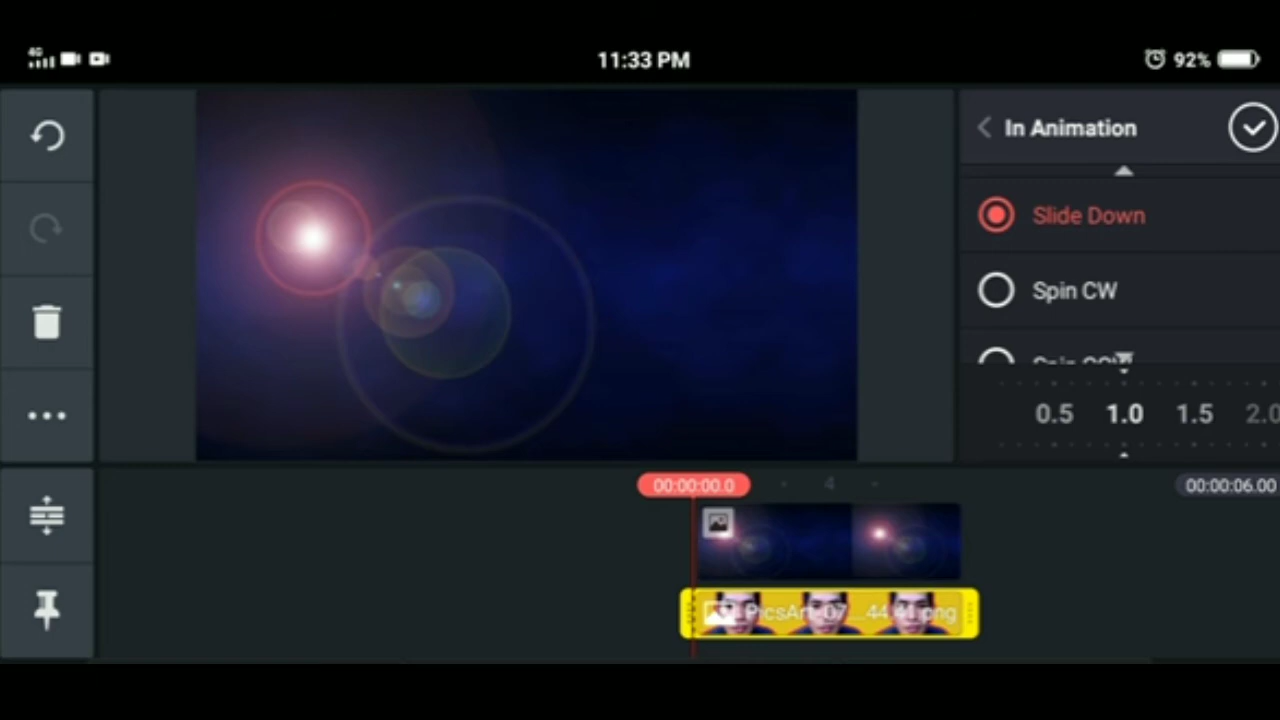 4G
11:33 PM
92%
In Animation
Slide Down
Spin CW
0.5 1.0 1.5 2.0
00:00:00.0
4
00:00:06.00
PicsArt_07...44.41.png